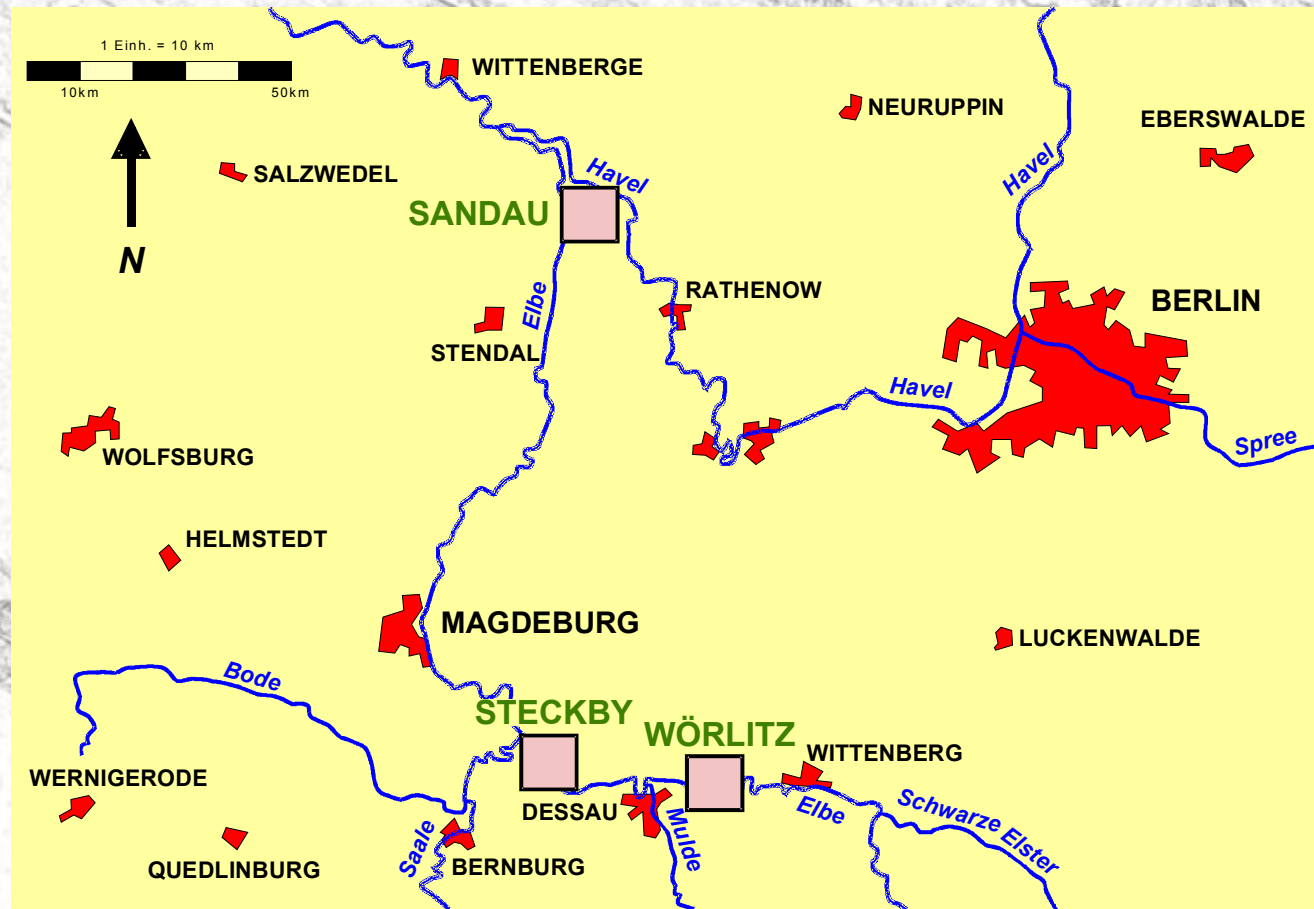 1 Einh. = 10 km
10km
50km
N
WITTENBERGE
NEURUPPIN
EBERSWALDE
SALZWEDEL
Havel
Havel
SANDAU
Elbe
RATHENOW
BERLIN
STENDAL
Havel
Spree
WOLFSBURG
HELMSTEDT
MAGDEBURG
LUCKENWALDE
Bode
STECKBY
WÖRLITZ
WITTENBERG
WERNIGERODE
DESSAU
Elbe
Schwarze Elster
Mulde
Saale
QUEDLINBURG
BERNBURG